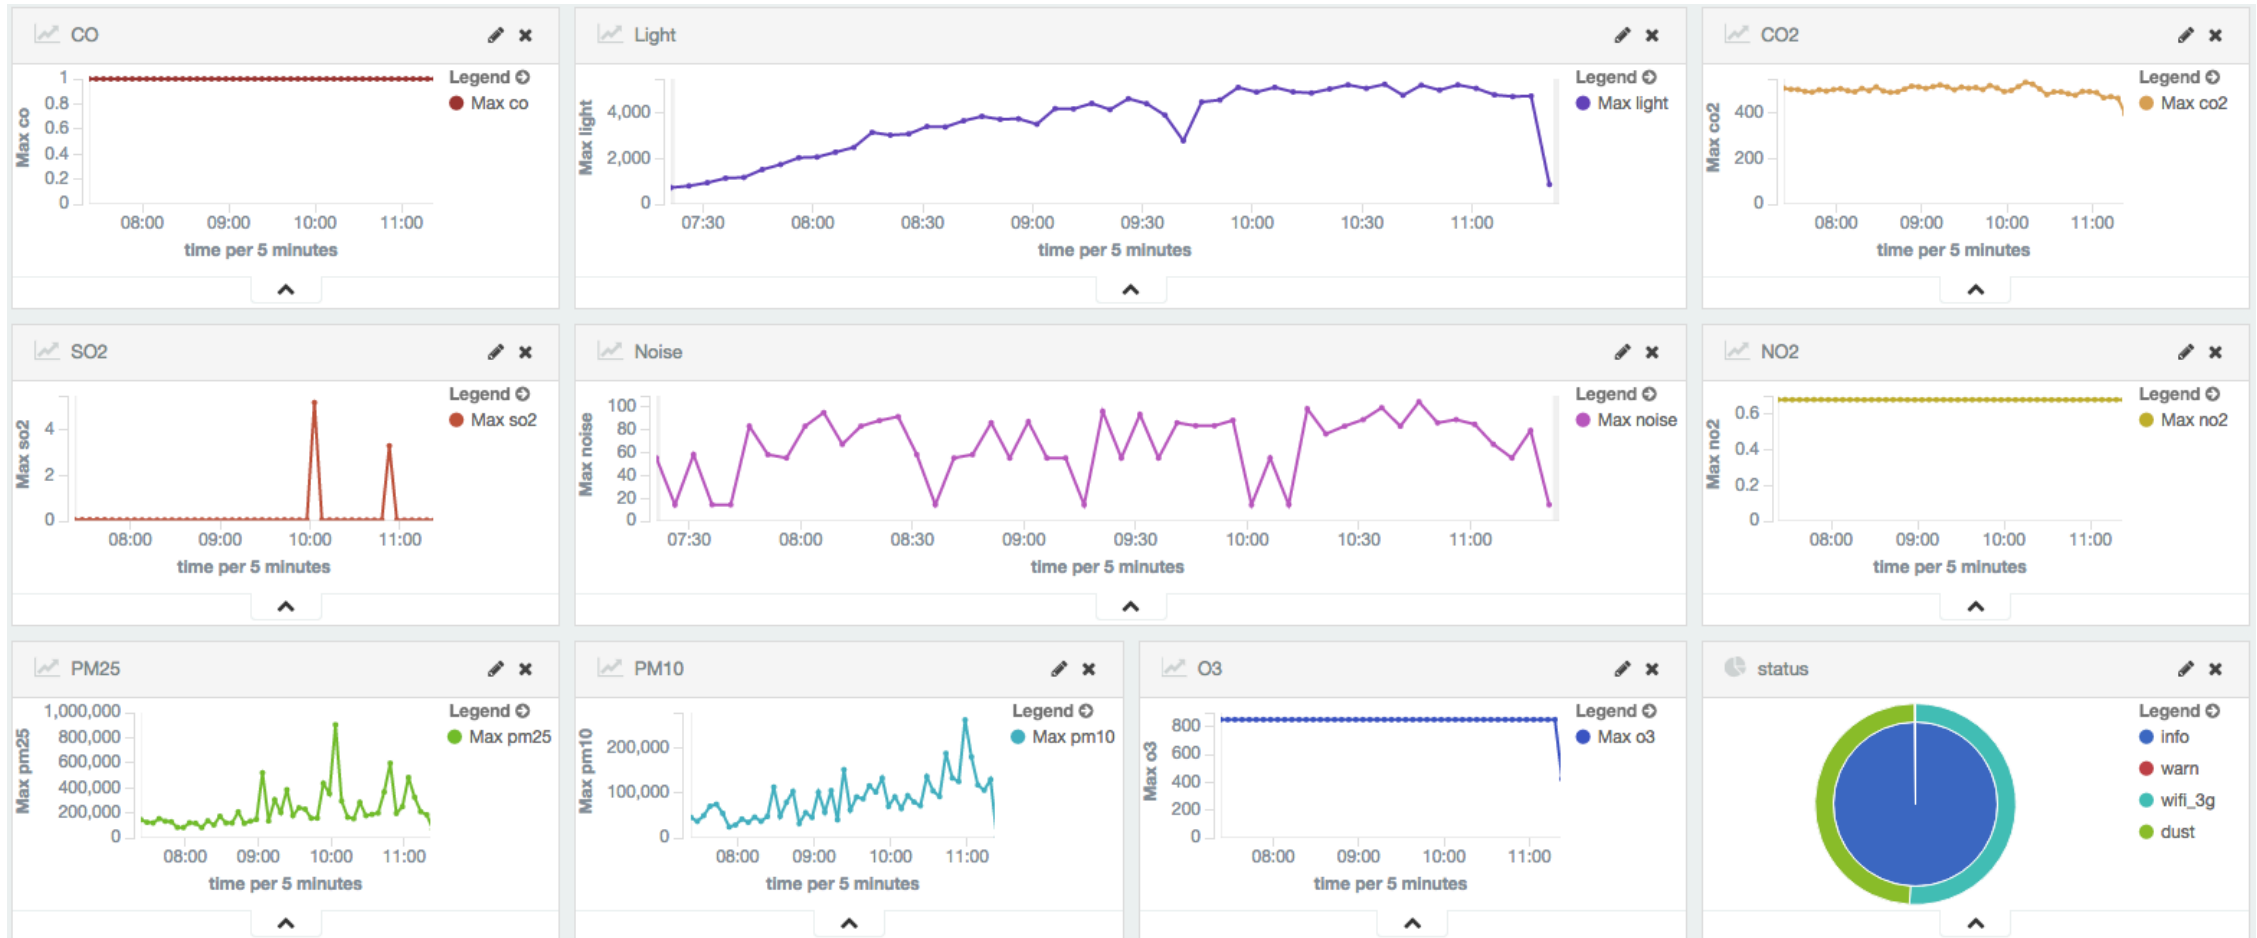 CO
1
0.8
0.6
0.4
0.2
0
Max co
08:00 09:00 10:00 11:00
time per 5 minutes
Legend
Max co
Light
4,000
2,000
0
Max light
07:30 08:00 08:30 09:00 09:30 10:00 10:30 11:00
time per 5 minutes
Legend
Max light
CO2
400
200
0
Max co2
08:00 09:00 10:00 11:00
time per 5 minutes
Legend
Max co2
SO2
4
2
0
Max so2
08:00 09:00 10:00 11:00
time per 5 minutes
Legend
Max so2
Noise
100
80
60
40
20
0
Max noise
07:30 08:00 08:30 09:00 09:30 10:00 10:30 11:00
time per 5 minutes
Legend
Max noise
NO2
0.6
0.4
0.2
0
Max no2
08:00 09:00 10:00 11:00
time per 5 minutes
Legend
Max no2
PM25
1,000,000
800,000
600,000
400,000
200,000
0
Max pm25
08:00 09:00 10:00 11:00
time per 5 minutes
Legend
Max pm25
PM10
200,000
100,000
0
Max pm10
08:00 09:00 10:00 11:00
time per 5 minutes
Legend
Max pm10
O3
800
600
400
200
0
Max o3
08:00 09:00 10:00 11:00
time per 5 minutes
Legend
Max o3
status
Legend
info
warn
wifi_3g
dust